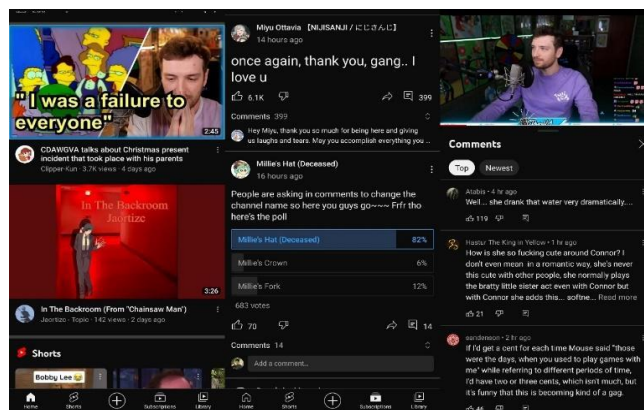 "I was a failure to
everyone"
2:45
CDAWGVA talks about Christmas present
incident that took place with his parents
Clipper-Kun · 3.7K views · 4 days ago
In The Backroom
Jaortize
3:26
In The Backroom (From "Chainsaw Man")
Jaortizo - Topic · 142 views · 2 days ago
Shorts
Bobby Lee
Home
Shorts
Subscriptions
Library
Miyu Ottavia 【NIJISANJI / にじさんじ】
14 hours ago
once again, thank you, gang.. I
love u
6.1K
399
Comments 399
Hey Miyu, thank you so much for being here and giving
us laughs and tears. May you accomplish everything you ...
Millie's Hat (Deceased)
16 hours ago
People are asking in comments to change the
channel name so here you guys go~~~ Frfr tho
here's the poll
Millie's Hat (Deceased) 82%
Millie's Crown 6%
Millie's Fork 12%
683 votes
70
14
Comments 14
Add a comment...
Home
Shorts
Subscriptions
Library
Comments
Top
Newest
Atabis • 4 hr ago
Well... she drank that water very dramatically....
119
Hastur The King in Yellow • 1 hr ago
How is she so fucking cute around Connor? I
don't even mean in a romantic way, she's never
this cute with other people, she normally plays
the bratty little sister act even with Connor but
with Connor she adds this... softne... Read more
21
sandeneon • 2 hr ago
If I'd get a cent for each time Mouse said "those
were the days, when you used to play games with
me" while referring to different periods of time,
I'd have two or three cents, which isn't much, but
it's funny that this is becoming kind of a gag.